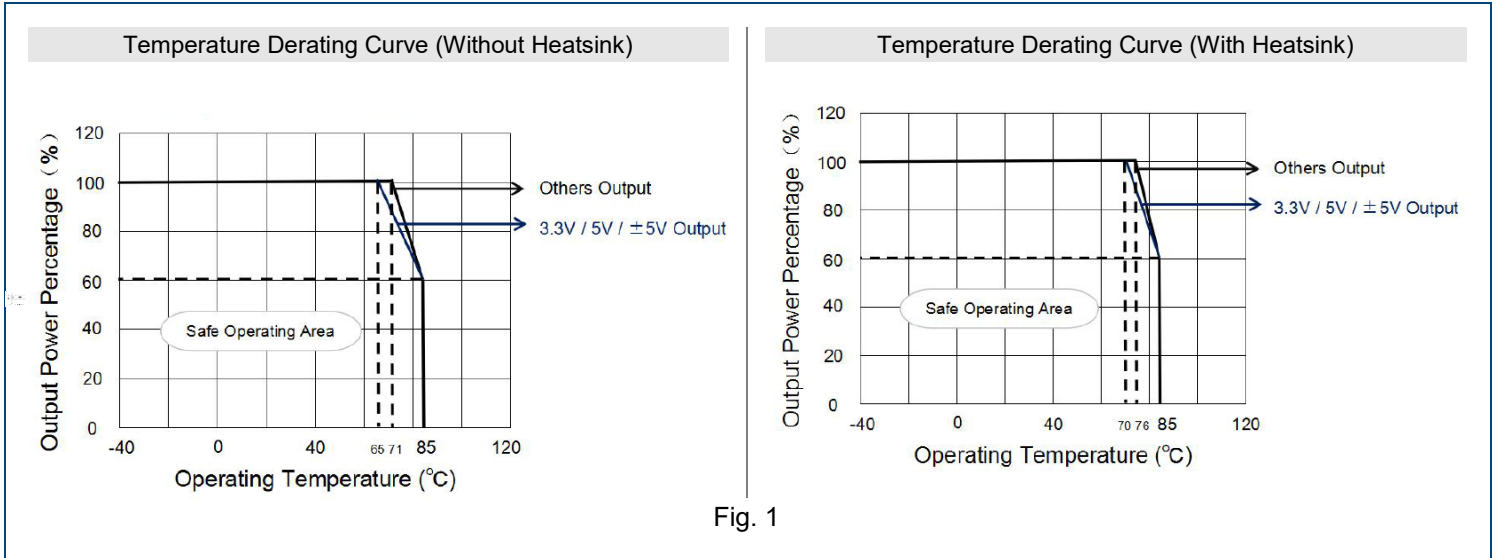 Temperature Derating Curve (Without Heatsink)
Output Power Percentage (%)
120
100
80
60
40
20
0
-40
0
40
65
71
85
120
Operating Temperature (℃)
Others Output
3.3V / 5V / ±5V Output
Safe Operating Area
Temperature Derating Curve (With Heatsink)
Output Power Percentage (%)
120
100
80
60
40
20
0
-40
0
40
70
76
85
120
Operating Temperature (℃)
Others Output
3.3V / 5V / ±5V Output
Safe Operating Area
Fig. 1